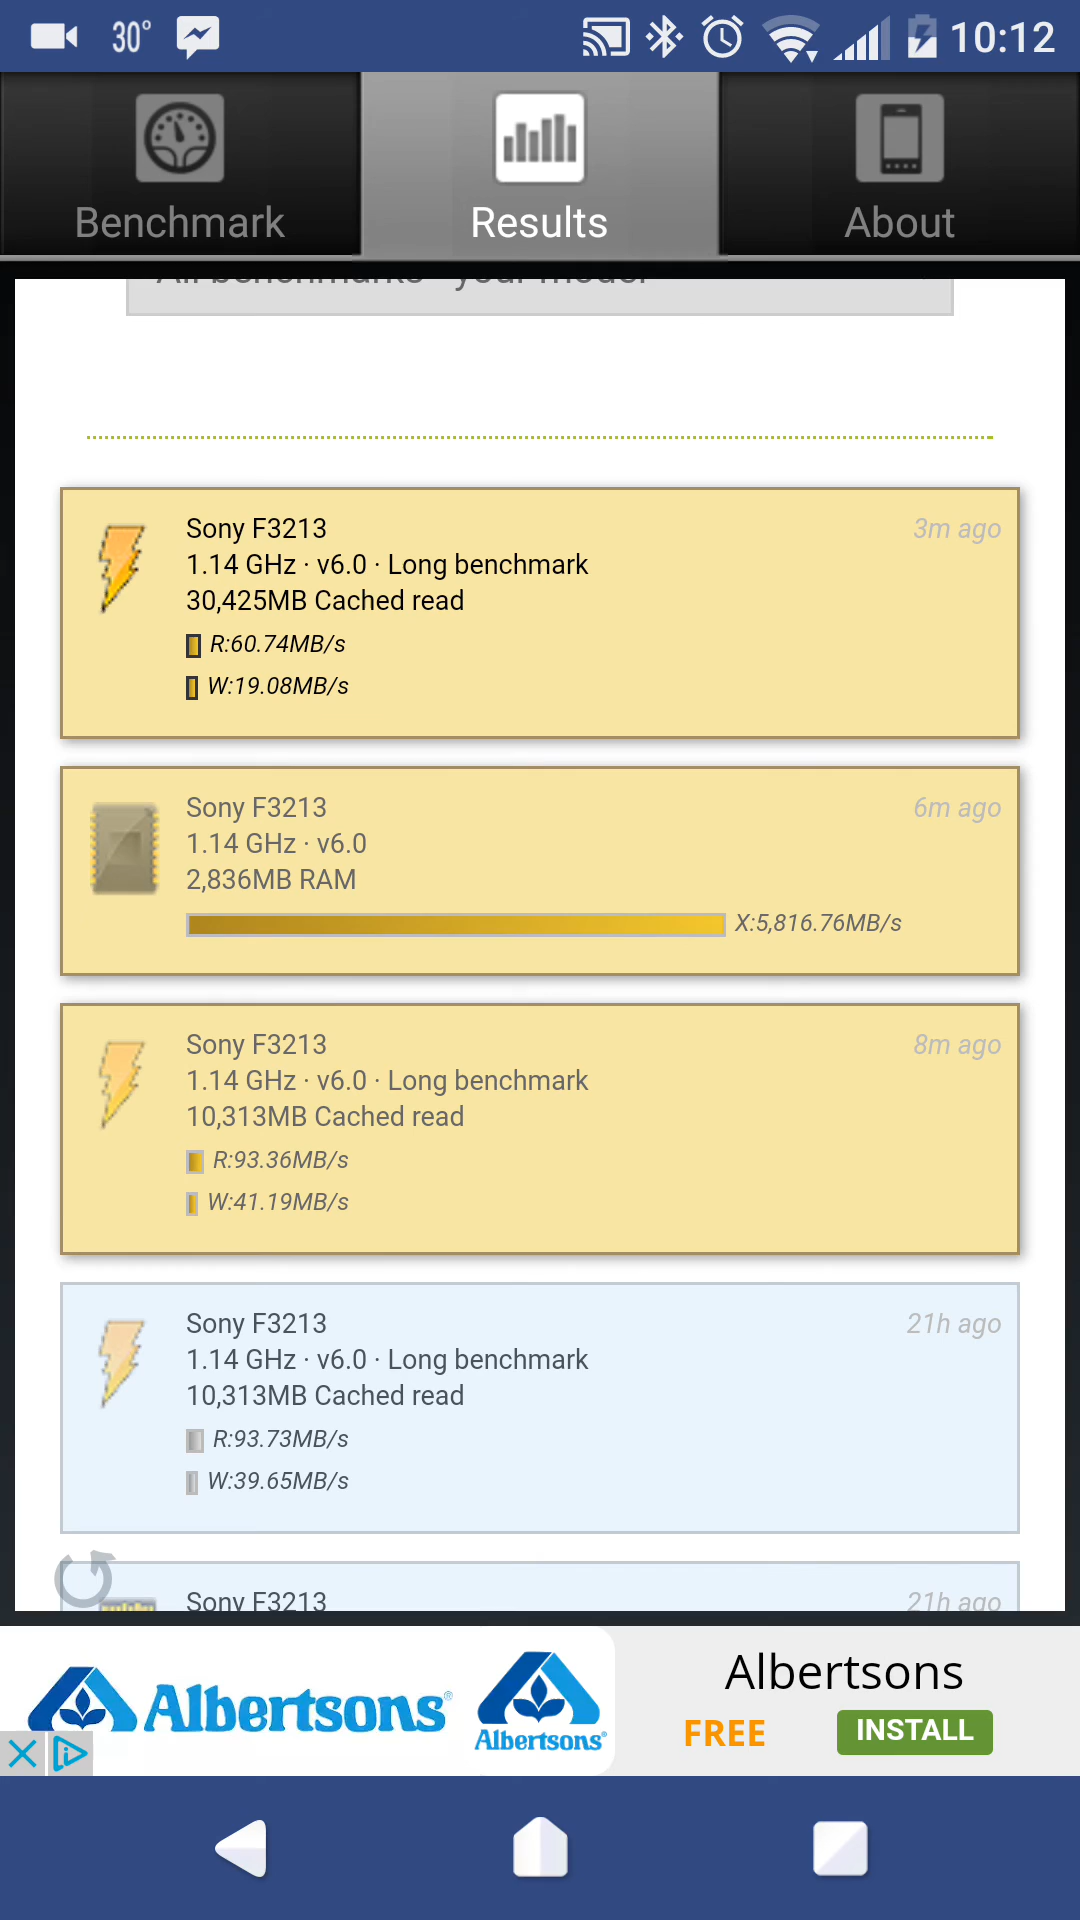 30°
10:12
Benchmark
Results
About
All benchmarks - your model
Sony F3213
3m ago
1.14 GHz · v6.0 · Long benchmark
30,425MB Cached read
R:60.74MB/s
W:19.08MB/s
Sony F3213
6m ago
1.14 GHz · v6.0
2,836MB RAM
X:5,816.76MB/s
Sony F3213
8m ago
1.14 GHz · v6.0 · Long benchmark
10,313MB Cached read
R:93.36MB/s
W:41.19MB/s
Sony F3213
21h ago
1.14 GHz · v6.0 · Long benchmark
10,313MB Cached read
R:93.73MB/s
W:39.65MB/s
Sony F3213
21h ago
Albertsons®
Albertsons®
Albertsons
FREE
INSTALL